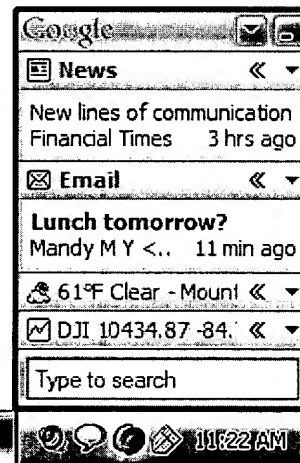 Google
News «
New lines of communication
Financial Times 3 hrs ago
Email «
Lunch tomorrow?
Mandy M Y <.. 11 min ago
61°F Clear - Mount «
DJI 10434.87 -84. «
Type to search
11:22 AM